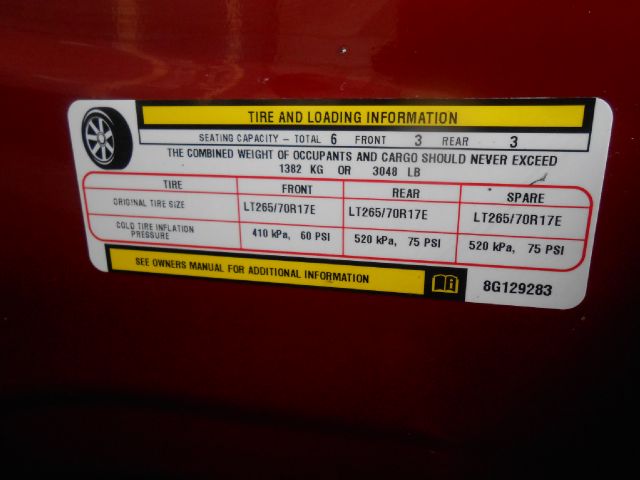 TIRE AND LOADING INFORMATION
SEATING CAPACITY – TOTAL 6 FRONT 3 REAR 3
THE COMBINED WEIGHT OF OCCUPANTS AND CARGO SHOULD NEVER EXCEED
1382 KG OR 3048 LB
TIRE FRONT REAR SPARE
ORIGINAL TIRE SIZE LT265/70R17E LT265/70R17E LT265/70R17E
COLD TIRE INFLATION
PRESSURE 410 kPa, 60 PSI 520 kPa, 75 PSI 520 kPa, 75 PSI
SEE OWNERS MANUAL FOR ADDITIONAL INFORMATION
8G129283